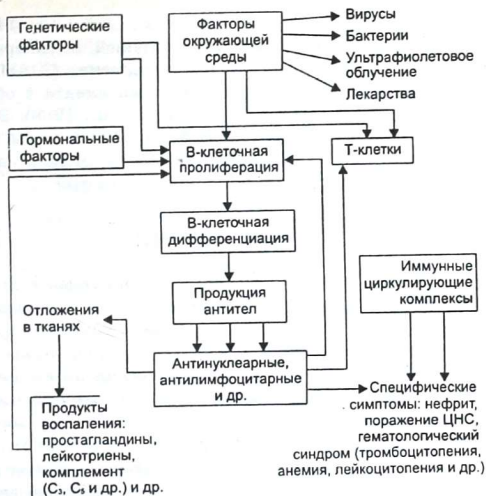 Генетические
факторы
Факторы
окружающей
среды
Вирусы
Бактерии
Ультрафиолетовое
облучение
Лекарства
Гормональные
факторы
В-клеточная
пролиферация
Т-клетки
В-клеточная
дифференциация
Иммунные
циркулирующие
комплексы
Продукция
антител
Отложения
в тканях
Антинуклеарные,
антилимфоцитарные
и др.
Специфические
симптомы: нефрит,
поражение ЦНС,
гематологический
синдром (тромбоцитопения,
анемия, лейкоцитопения и др.)
Продукты
воспаления:
простагландины,
лейкотриены,
комплемент
(С₃, С₅ и др.) и др.